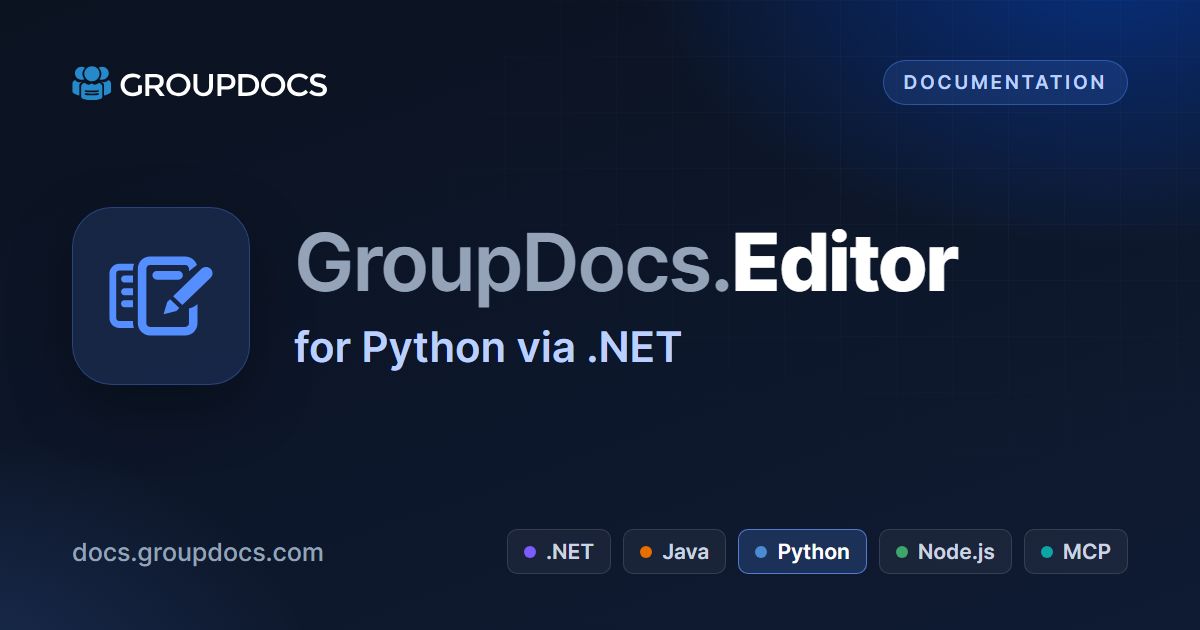 GROUPDOCS
DOCUMENTATION
GroupDocs.Editor
for Python via .NET
docs.groupdocs.com
.NET
Java
Python
Node.js
MCP